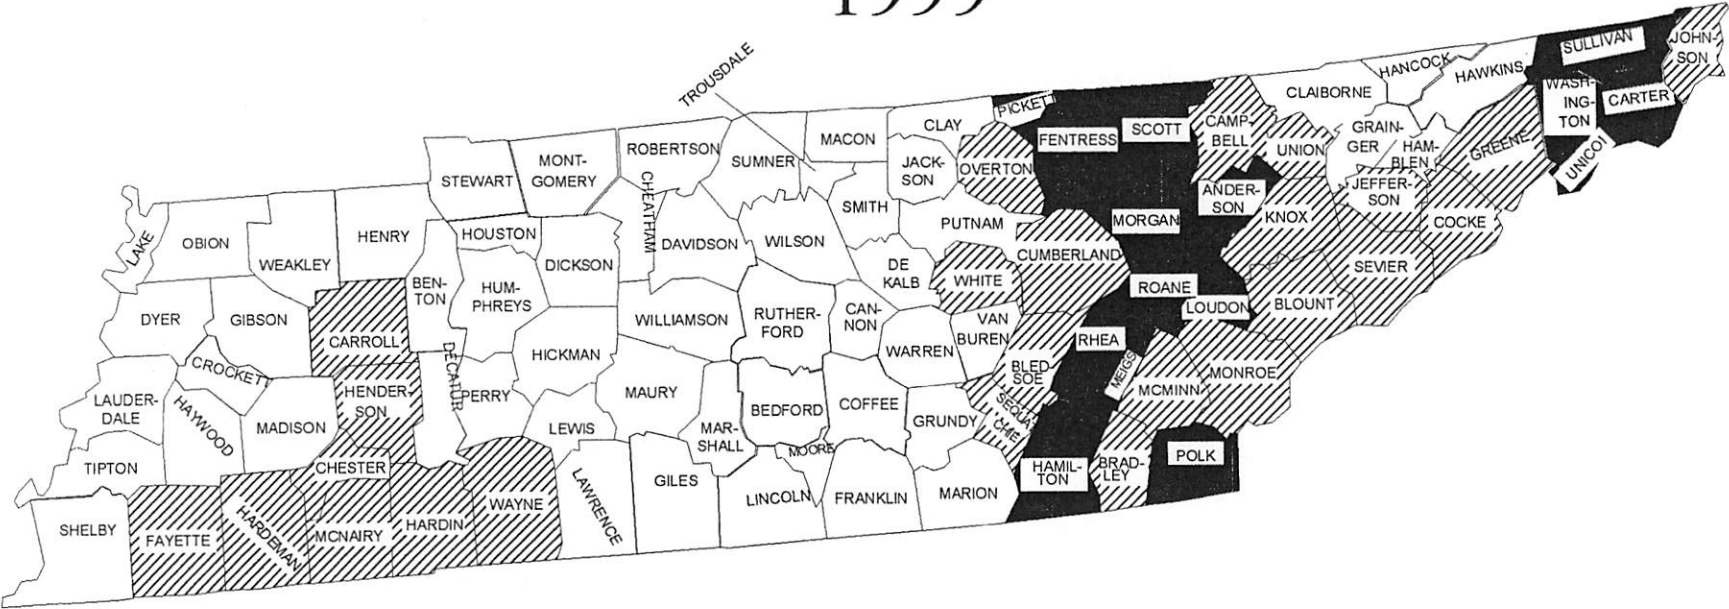 1999
TROUSDALE
SULLIVAN
JOHN-
SON
HANCOCK
HAWKINS
WASH-
ING-
TON
CARTER
UNICOI
CLAIBORNE
PICKETT
FENTRESS
SCOTT
CAMP-
BELL
UNION
GRAIN-
GER
HAM-
BLEN
GREENE
STEWART
MONT-
GOMERY
ROBERTSON
SUMNER
MACON
CLAY
JACK-
SON
OVERTON
ANDER-
SON
KNOX
JEFFER-
SON
COCKE
LAKE
OBION
WEAKLEY
HENRY
HOUSTON
DICKSON
CHEATHAM
DAVIDSON
WILSON
SMITH
PUTNAM
MORGAN
CUMBERLAND
DE
KALB
WHITE
ROANE
LOUDON
BLOUNT
SEVIER
DYER
GIBSON
CARROLL
BEN-
TON
HUM-
PHREYS
WILLIAMSON
RUTHER-
FORD
CAN-
NON
WARREN
VAN
BUREN
BLED-
SOE
RHEA
MEIGS
MCMINN
MONROE
CROCKETT
HICKMAN
LAUDER-
DALE
HAYWOOD
MADISON
HENDER-
SON
DECATUR
PERRY
LEWIS
MAURY
MAR-
SHALL
BEDFORD
COFFEE
GRUNDY
SEQUAT-
CHIE
TIPTON
CHESTER
MOORE
HAMIL-
TON
BRAD-
LEY
POLK
SHELBY
FAYETTE
HARDEMAN
MCNAIRY
HARDIN
WAYNE
LAWRENCE
GILES
LINCOLN
FRANKLIN
MARION